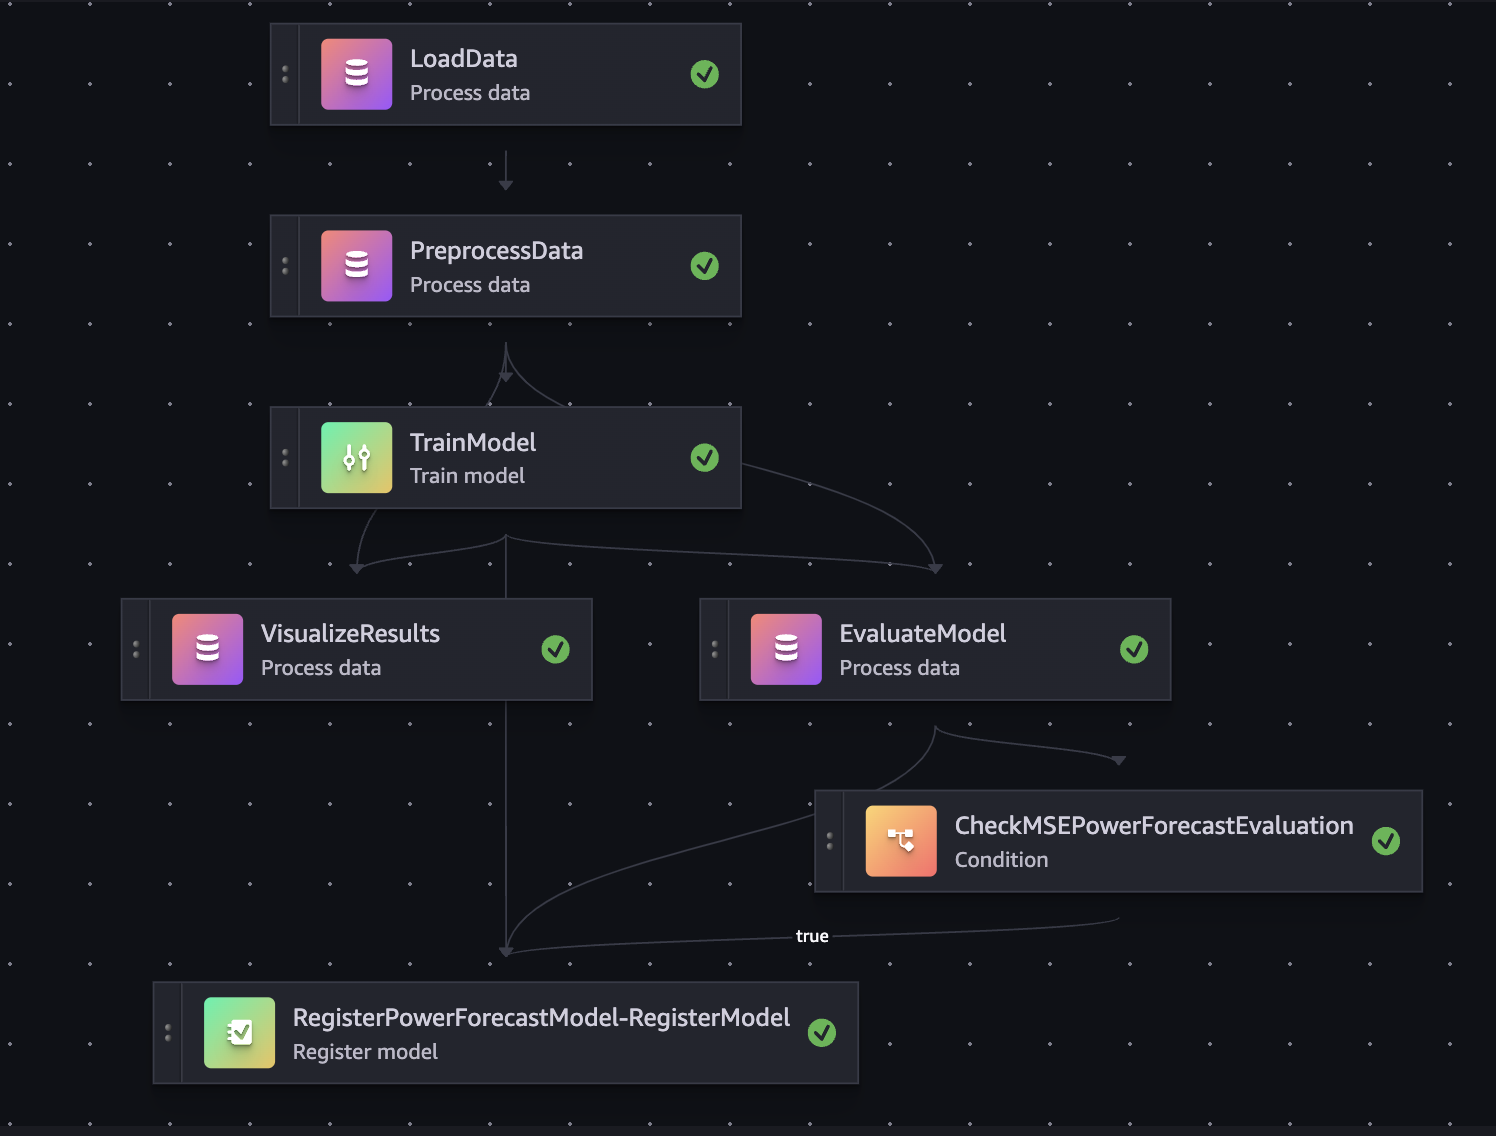 LoadData
Process data
PreprocessData
Process data
TrainModel
Train model
VisualizeResults
Process data
EvaluateModel
Process data
CheckMSEPowerForecastEvaluation
Condition
true
RegisterPowerForecastModel-RegisterModel
Register model